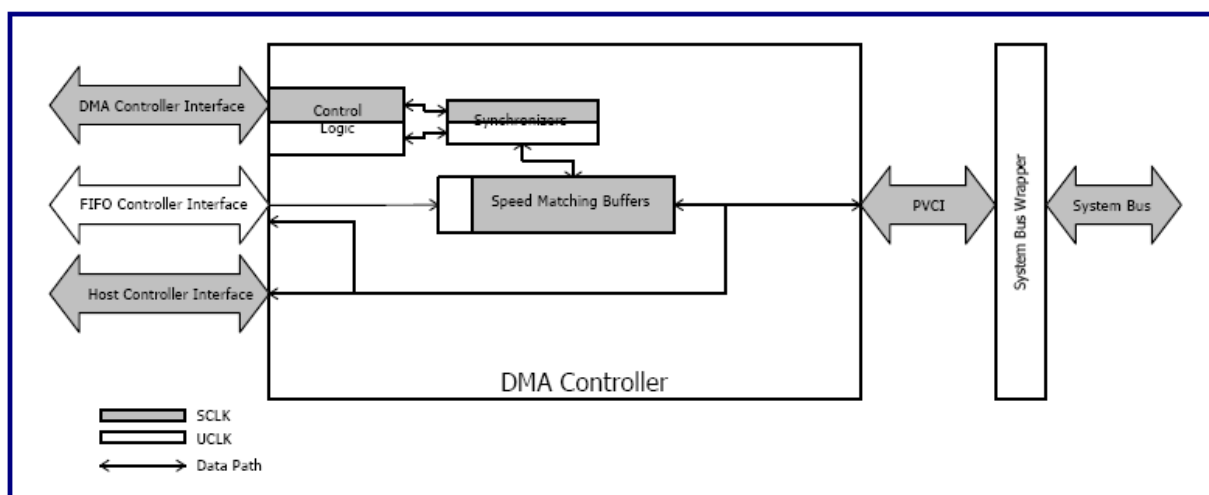 DMA Controller Interface
Control
Logic
Synchronizers
FIFO Controller Interface
Speed Matching Buffers
PVCI
System Bus Wrapper
System Bus
Host Controller Interface
DMA Controller
SCLK
UCLK
Data Path